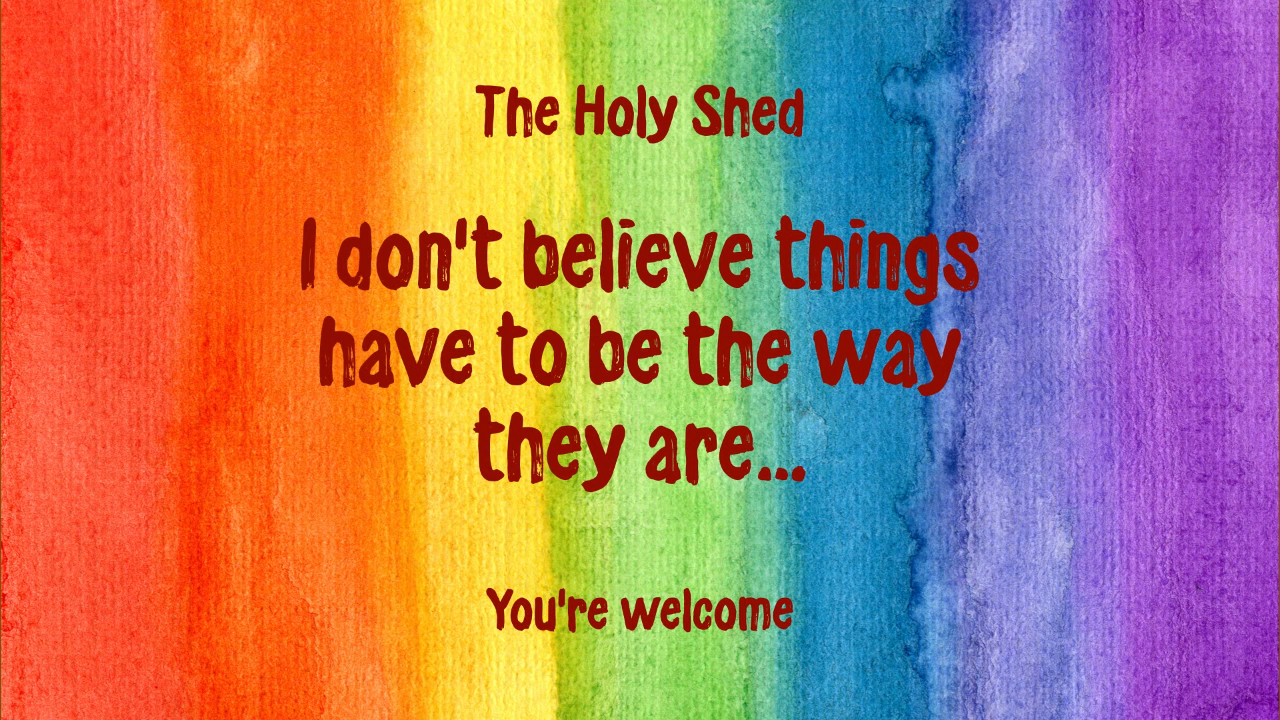 The Holy Shed
I don't believe things
have to be the way
they are...
You're welcome